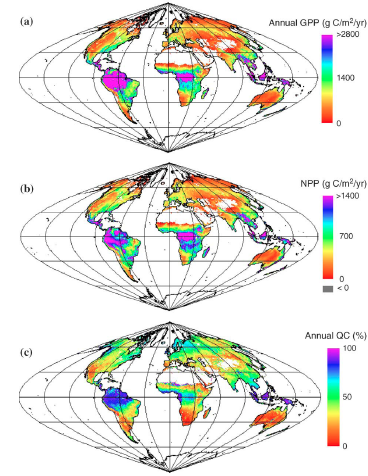 (a)
Annual GPP (g C/m²/yr)
>2800
1400
0
(b)
NPP (g C/m²/yr)
>1400
700
0
< 0
(c)
Annual QC (%)
100
50
0